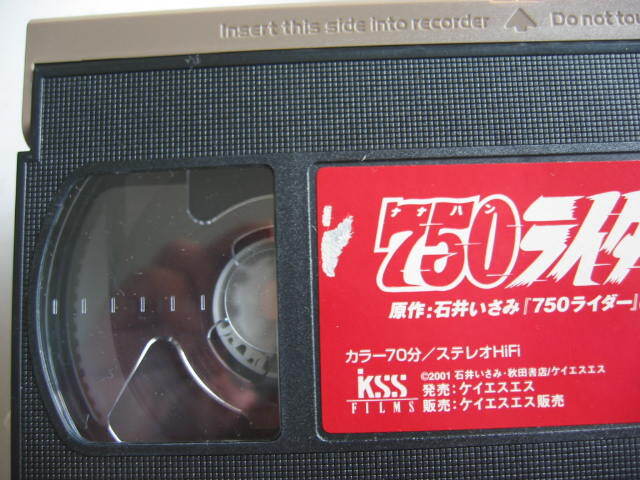 Insert this side into recorder Do not tou
ナナハン
750ライダ
原作:石井いさみ『750ライダー』
カラー70分/ステレオHiFi
©2001 石井いさみ・秋田書店/ケイエスエス
KSS
FILMS
発売:ケイエスエス
販売:ケイエスエス販売